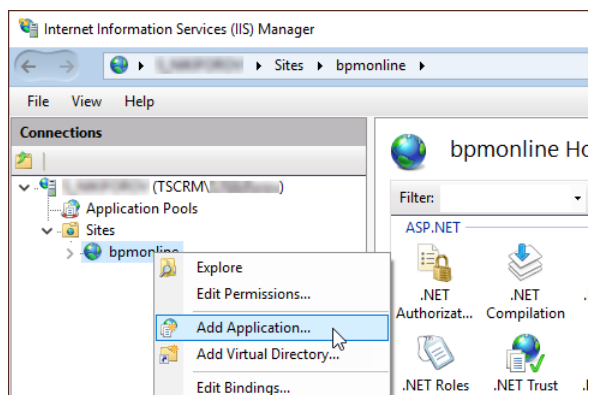 Internet Information Services (IIS) Manager
Sites bpmonline
File View Help
Connections
(TSCRM\ )
Application Pools
Sites
bpmonline
Explore
Edit Permissions...
Add Application...
Add Virtual Directory...
Edit Bindings...
bpmonline Ho
Filter:
ASP.NET
.NET Authorizat...
.NET Compilation
.NET Roles
.NET Trust